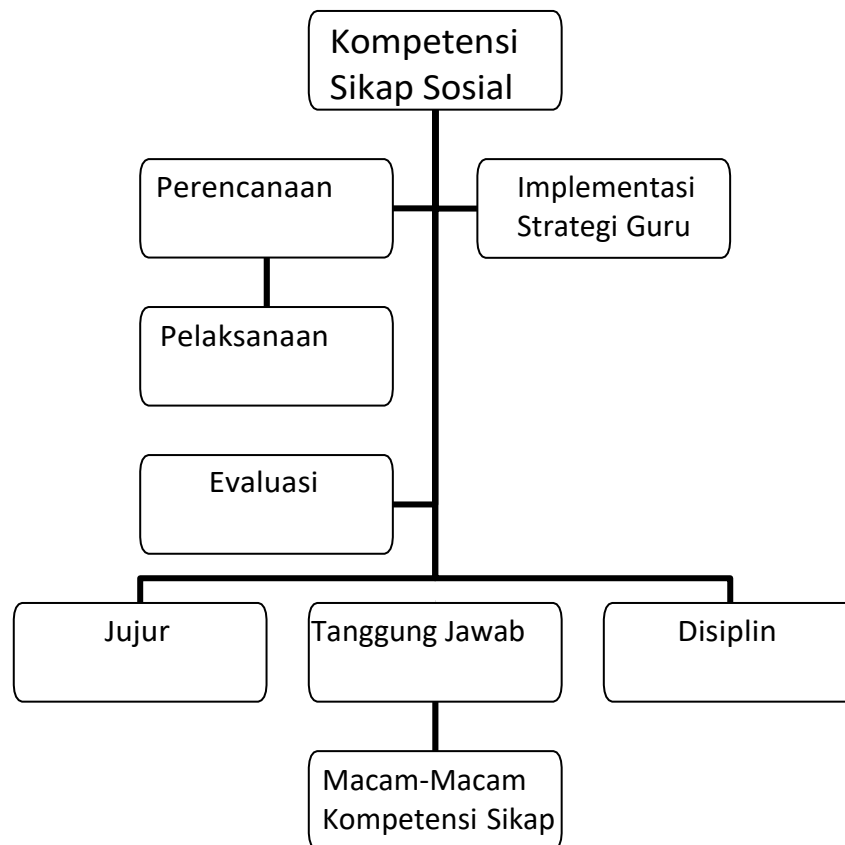 Kompetensi
Sikap Sosial
Perencanaan
Implementasi
Strategi Guru
Pelaksanaan
Evaluasi
Jujur
Tanggung Jawab
Disiplin
Macam-Macam
Kompetensi Sikap